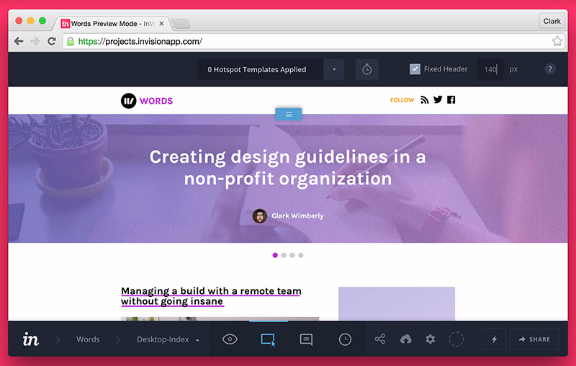 Words Preview Mode - InVi
Clark
https://projects.invisionapp.com/
0 Hotspot Templates Applied
Fixed Header
140
px
?
WORDS
FOLLOW
Creating design guidelines in a
non-profit organization
Clark Wimberly
Managing a build with a remote team
without going insane
in
Words
Desktop-Index
SHARE